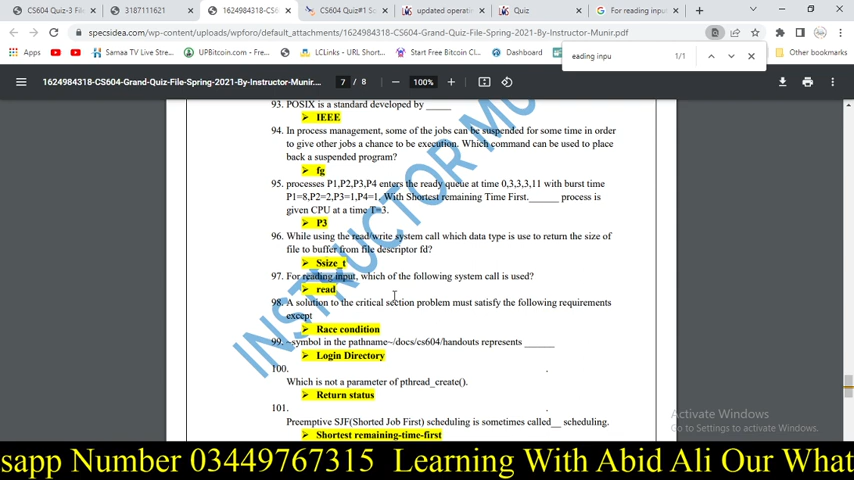 CS604 Quiz-3 F
3187111621
1624984318-CS6
CS604 Quiz#1 S
updated operati
Quiz
For reading inpu
specsidea.com/wp-content/uploads/wpforo/default_attachments/1624984318-CS604-Grand-Quiz-File-Spring-2021-By-Instructor-Munir.pdf
Apps
Samaa TV Live Stre...
UPBitcoin.com - Fre...
LCLinks - URL Short...
Start Free Bitcoin Cl...
Dashboard
Other bookmarks
eading inpu 1/1
1624984318-CS604-Grand-Quiz-File-Spring-2021-By-Instructor-Munir....
7 / 8
100%
93. POSIX is a standard developed by _____
➢ IEEE
94. In process management, some of the jobs can be suspended for some time in order
to give other jobs a chance to be execution. Which command can be used to place
back a suspended program?
➢ fg
95. processes P1,P2,P3,P4 enters the ready queue at time 0,3,3,3,11 with burst time
P1=8,P2=2,P3=1,P4=1. With Shortest remaining Time First.______ process is
given CPU at a time T=3.
➢ P3
96. While using the read/write system call which data type is use to return the size of
file to buffer from file descriptor fd?
➢ Ssize_t
97. For reading input, which of the following system call is used?
➢ read
98. A solution to the critical section problem must satisfy the following requirements
except
➢ Race condition
99. ~symbol in the pathname~/docs/cs604/handouts represents ______
➢ Login Directory
100. .
Which is not a parameter of pthread_create().
➢ Return status
101. .
Preemptive SJF(Shorted Job First) scheduling is sometimes called__ scheduling.
➢ Shortest remaining-time-first
INSTRUCTOR MU
Activate Windows
Go to Settings to activate Windows.
sapp Number 03449767315 Learning With Abid Ali Our What